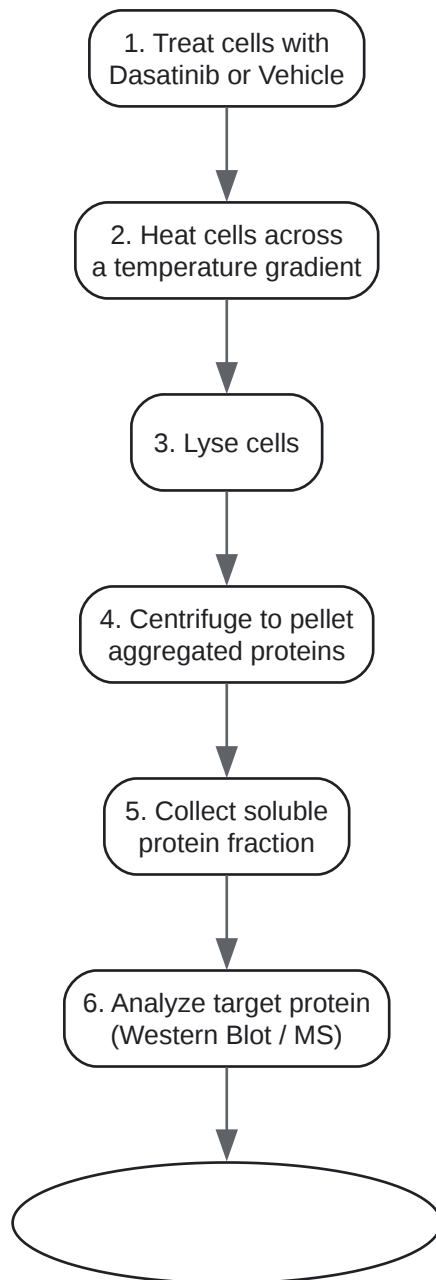 1. Treat cells with
Dasatinib or Vehicle
2. Heat cells across
a temperature gradient
3. Lyse cells
4. Centrifuge to pellet
aggregated proteins
5. Collect soluble
protein fraction
6. Analyze target protein
(Western Blot / MS)